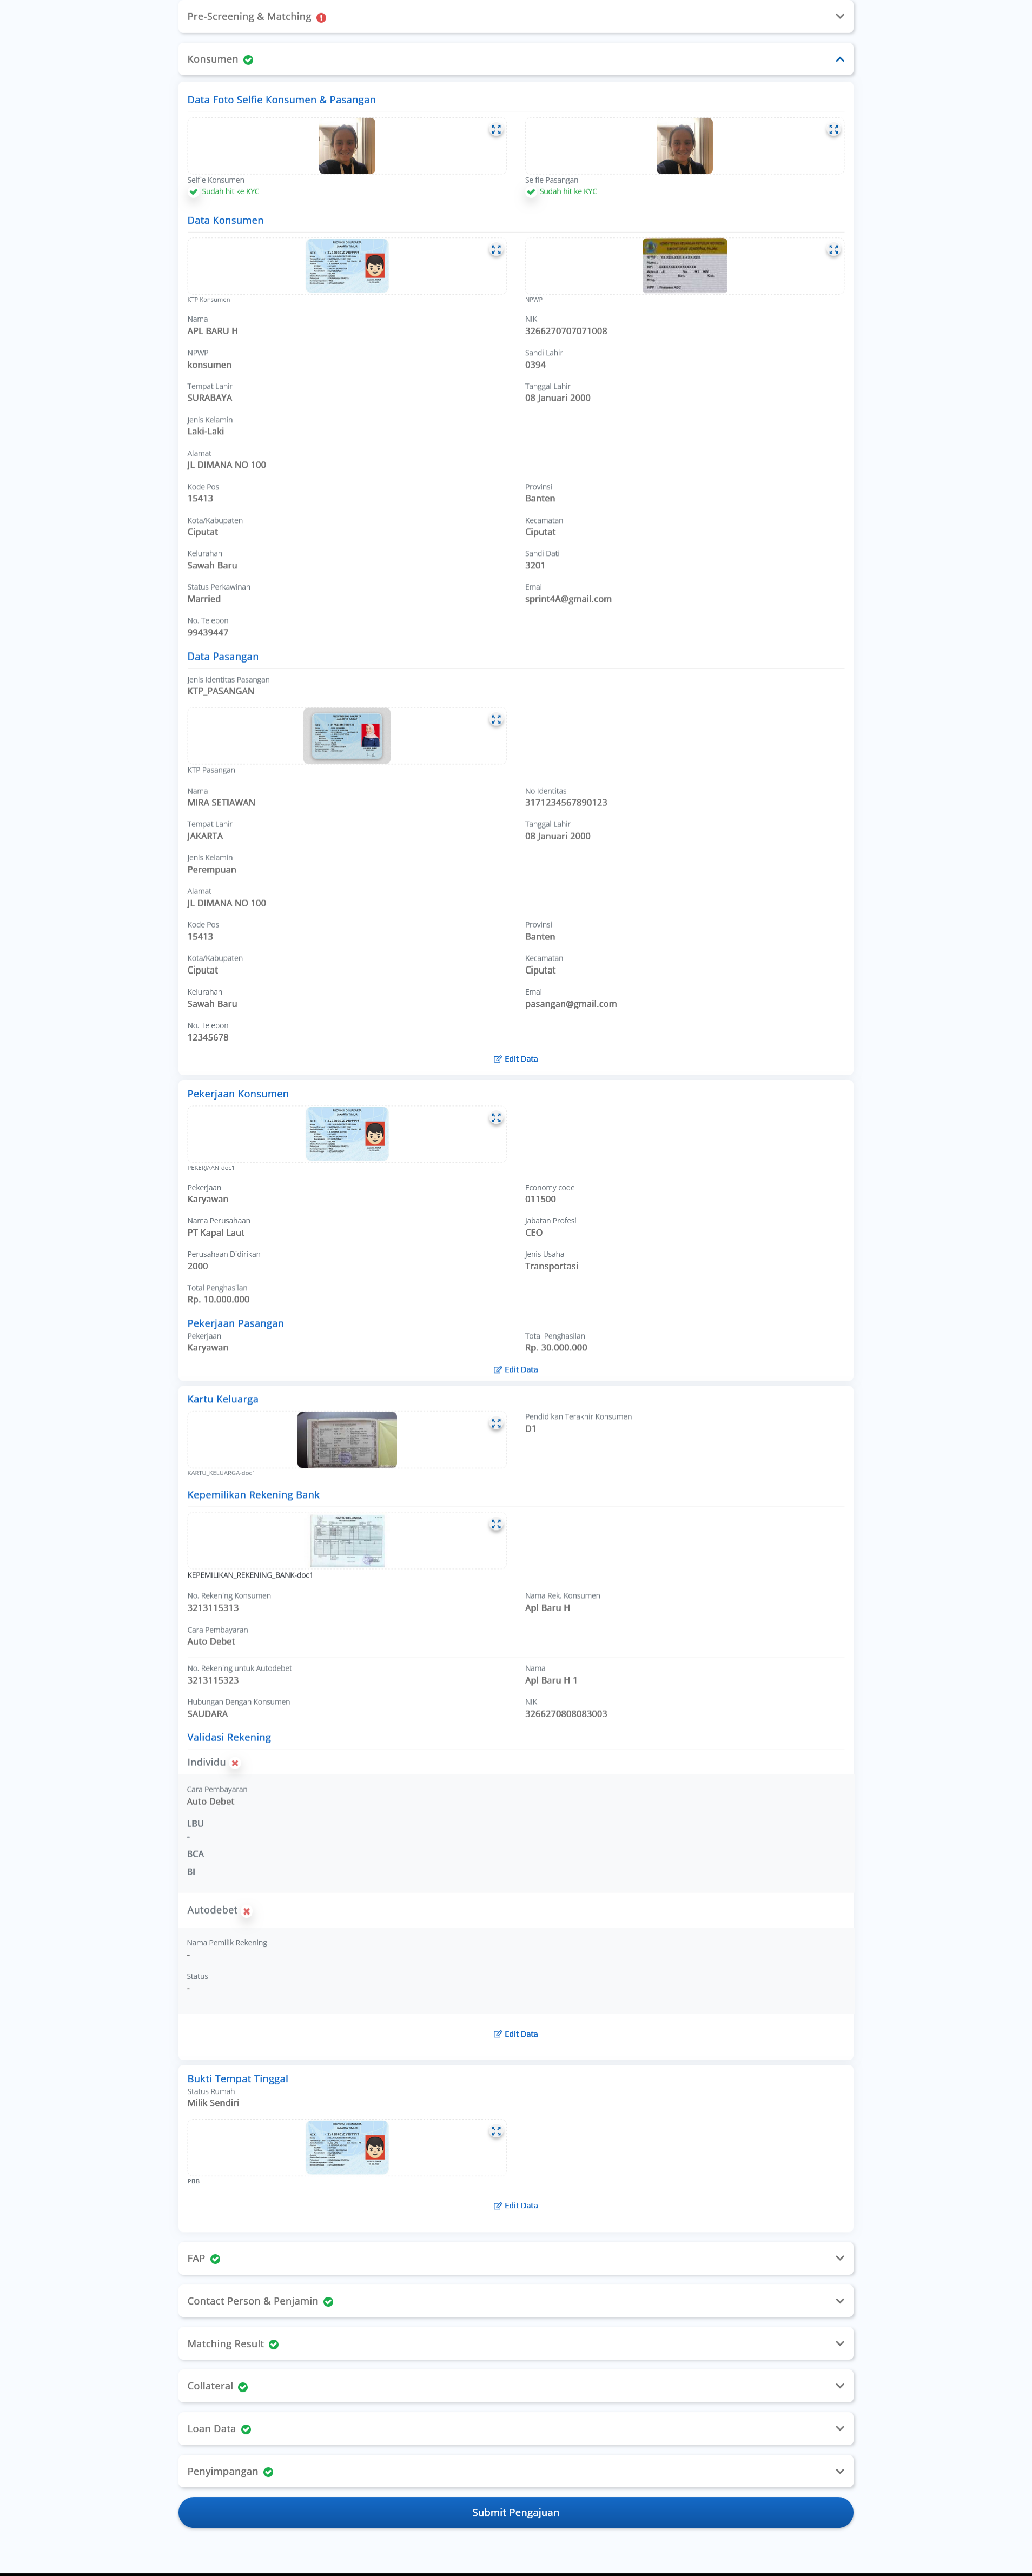 Pre-Screening & Matching
Konsumen
Data Foto Selfie Konsumen & Pasangan
Selfie Konsumen
Selfie Pasangan
Sudah hit ke KYC
Sudah hit ke KYC
Data Konsumen
KTP Konsumen
NPWP
Nama
NIK
APL BARU H
3266270707071008
NPWP
Sandi Lahir
konsumen
0394
Tempat Lahir
Tanggal Lahir
SURABAYA
08 Januari 2000
Jenis Kelamin
Laki-Laki
Alamat
JL DIMANA NO 100
Kode Pos
Provinsi
15413
Banten
Kota/Kabupaten
Kecamatan
Ciputat
Ciputat
Kelurahan
Sandi Dati
Sawah Baru
3201
Status Perkawinan
Email
Married
sprint4A@gmail.com
No. Telepon
99439447
Data Pasangan
Jenis Identitas Pasangan
KTP_PASANGAN
KTP Pasangan
Nama
No Identitas
MIRA SETIAWAN
3171234567890123
Tempat Lahir
Tanggal Lahir
JAKARTA
08 Januari 2000
Jenis Kelamin
Perempuan
Alamat
JL DIMANA NO 100
Kode Pos
Provinsi
15413
Banten
Kota/Kabupaten
Kecamatan
Ciputat
Ciputat
Kelurahan
Email
Sawah Baru
pasangan@gmail.com
No. Telepon
12345678
Edit Data
Pekerjaan Konsumen
PEKERJAAN-doc1
Pekerjaan
Economy code
Karyawan
011500
Nama Perusahaan
Jabatan Profesi
PT Kapal Laut
CEO
Perusahaan Didirikan
Jenis Usaha
2000
Transportasi
Total Penghasilan
Rp. 10.000.000
Pekerjaan Pasangan
Pekerjaan
Total Penghasilan
Karyawan
Rp. 30.000.000
Edit Data
Kartu Keluarga
Pendidikan Terakhir Konsumen
D1
KARTU_KELUARGA-doc1
Kepemilikan Rekening Bank
KARTU KELUARGA
KEPEMILIKAN_REKENING_BANK-doc1
No. Rekening Konsumen
Nama Rek. Konsumen
3213115313
Apl Baru H
Cara Pembayaran
Auto Debet
No. Rekening untuk Autodebet
Nama
3213115323
Apl Baru H 1
Hubungan Dengan Konsumen
NIK
SAUDARA
3266270808083003
Validasi Rekening
Individu
Cara Pembayaran
Auto Debet
LBU
-
BCA
BI
Autodebet
Nama Pemilik Rekening
-
Status
-
Edit Data
Bukti Tempat Tinggal
Status Rumah
Milik Sendiri
PBB
Edit Data
FAP
Contact Person & Penjamin
Matching Result
Collateral
Loan Data
Penyimpangan
Submit Pengajuan